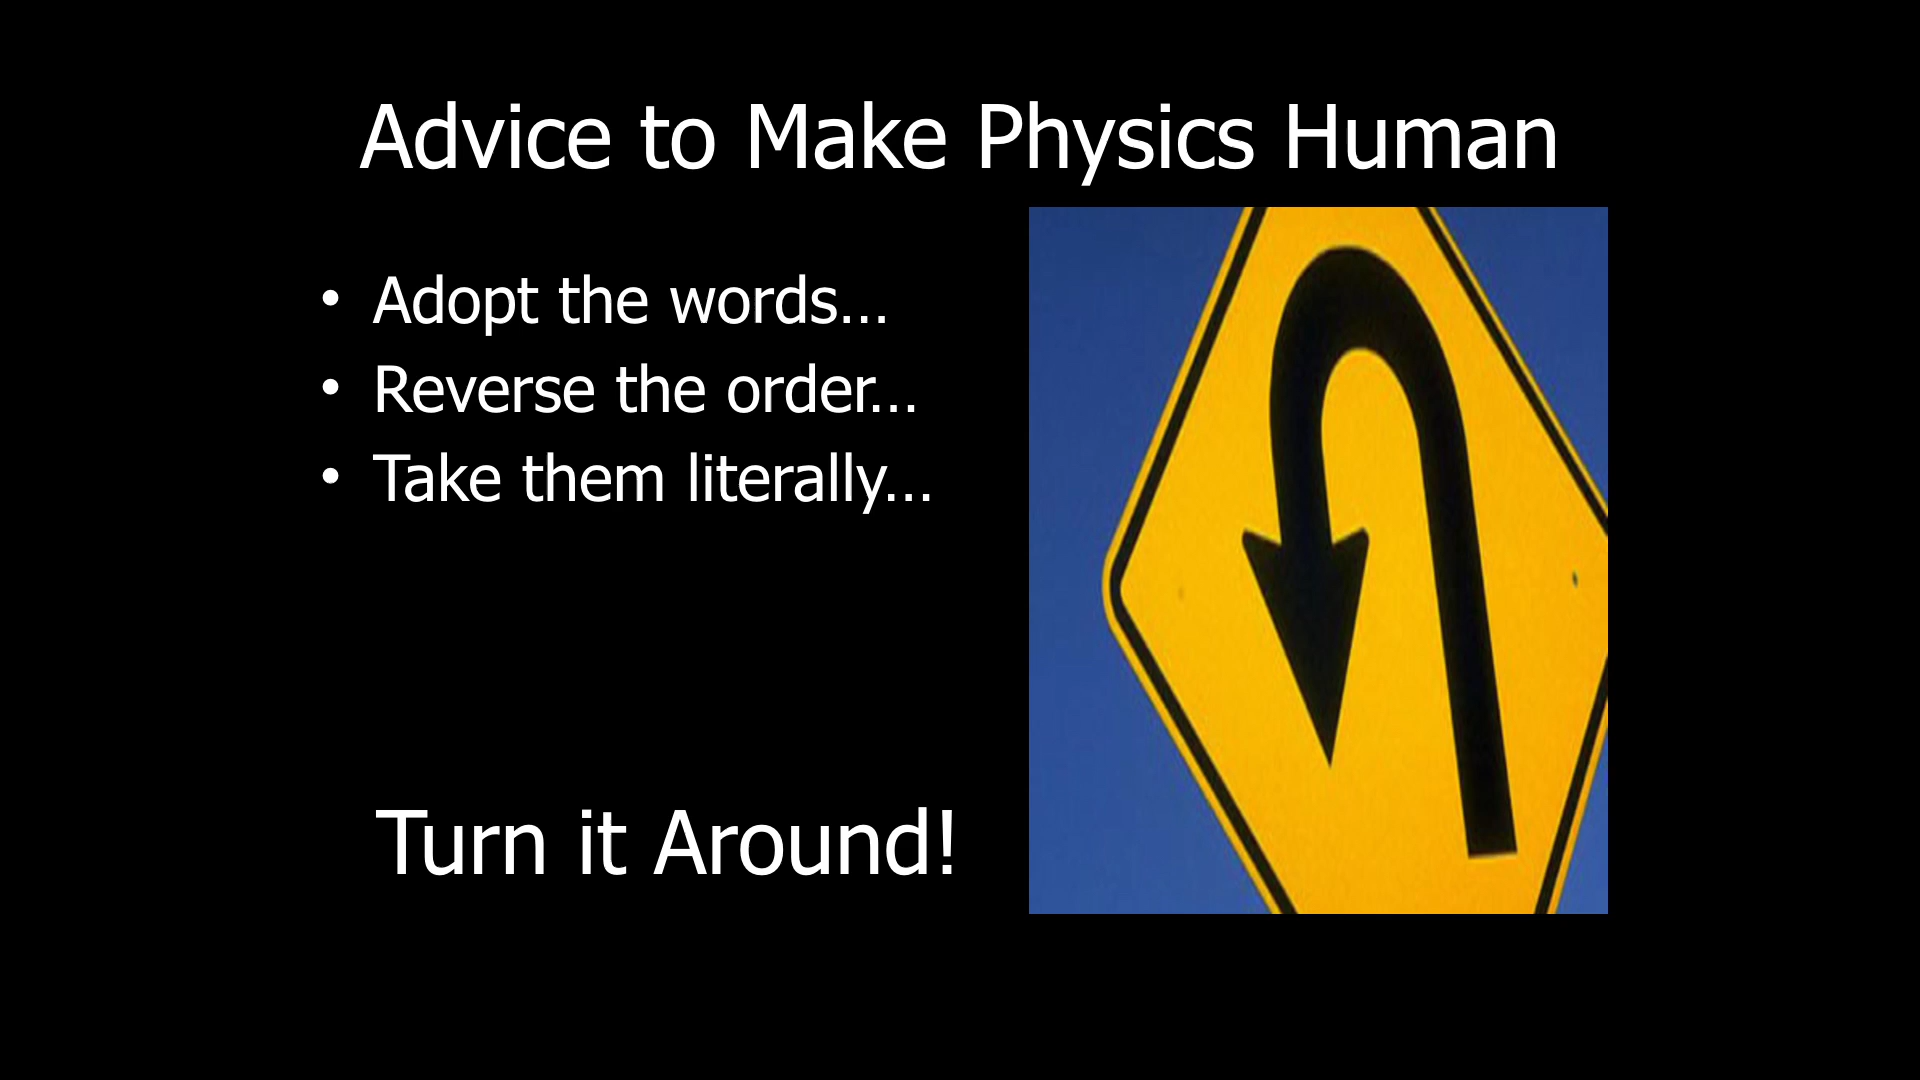 Advice to Make Physics Human
• Adopt the words…
• Reverse the order…
• Take them literally…
Turn it Around!